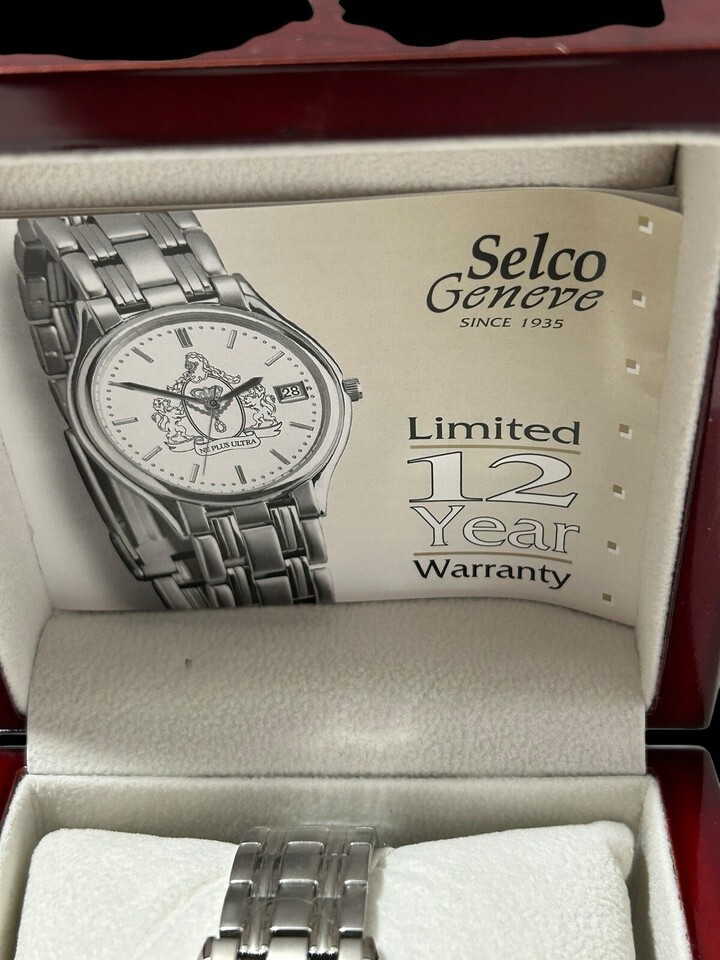 Selco
Geneve
SINCE 1935
28
NE PLUS ULTRA
Limited
12
Year
Warranty